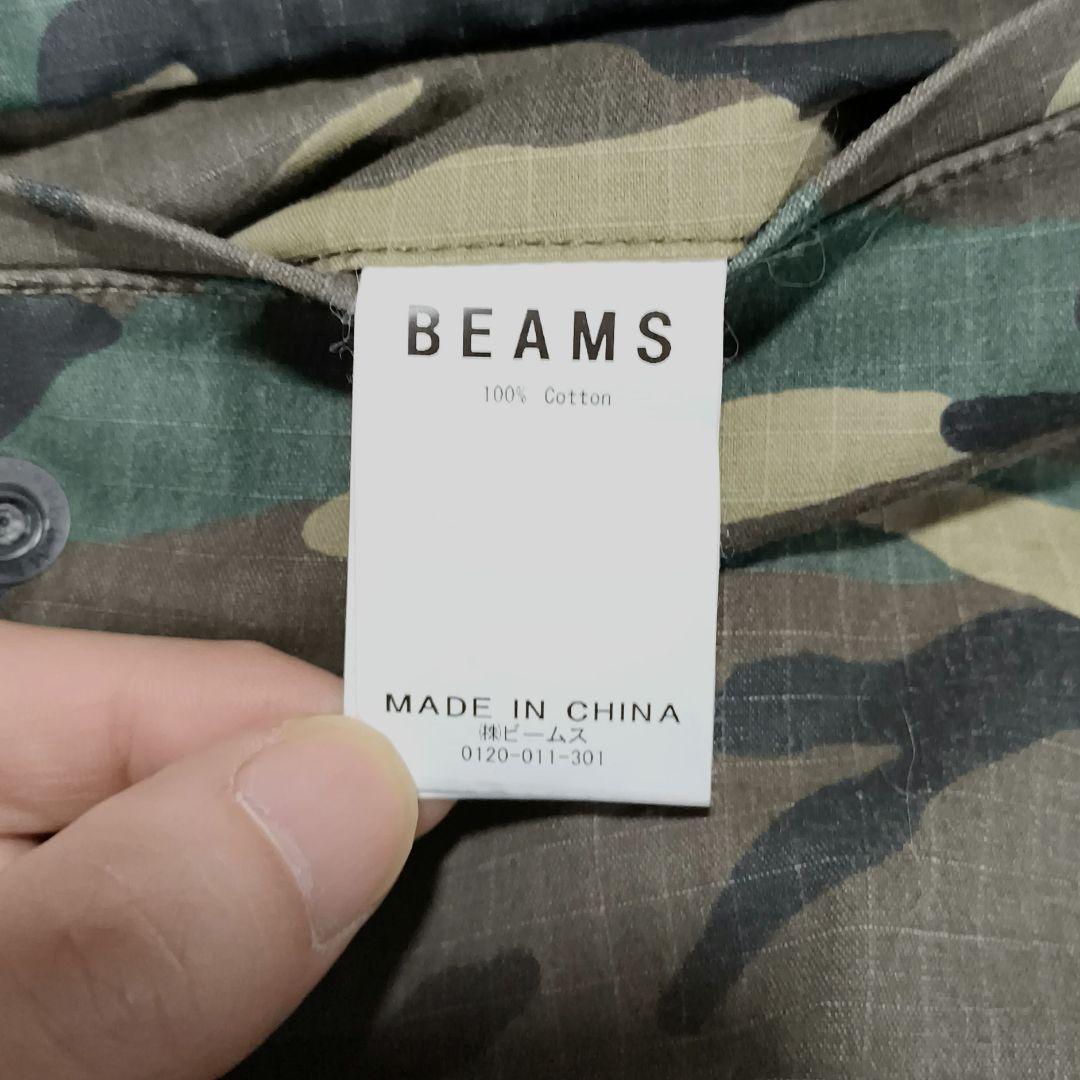 BEAMS
100% Cotton
MADE IN CHINA
㈱ビームス
0120-011-301